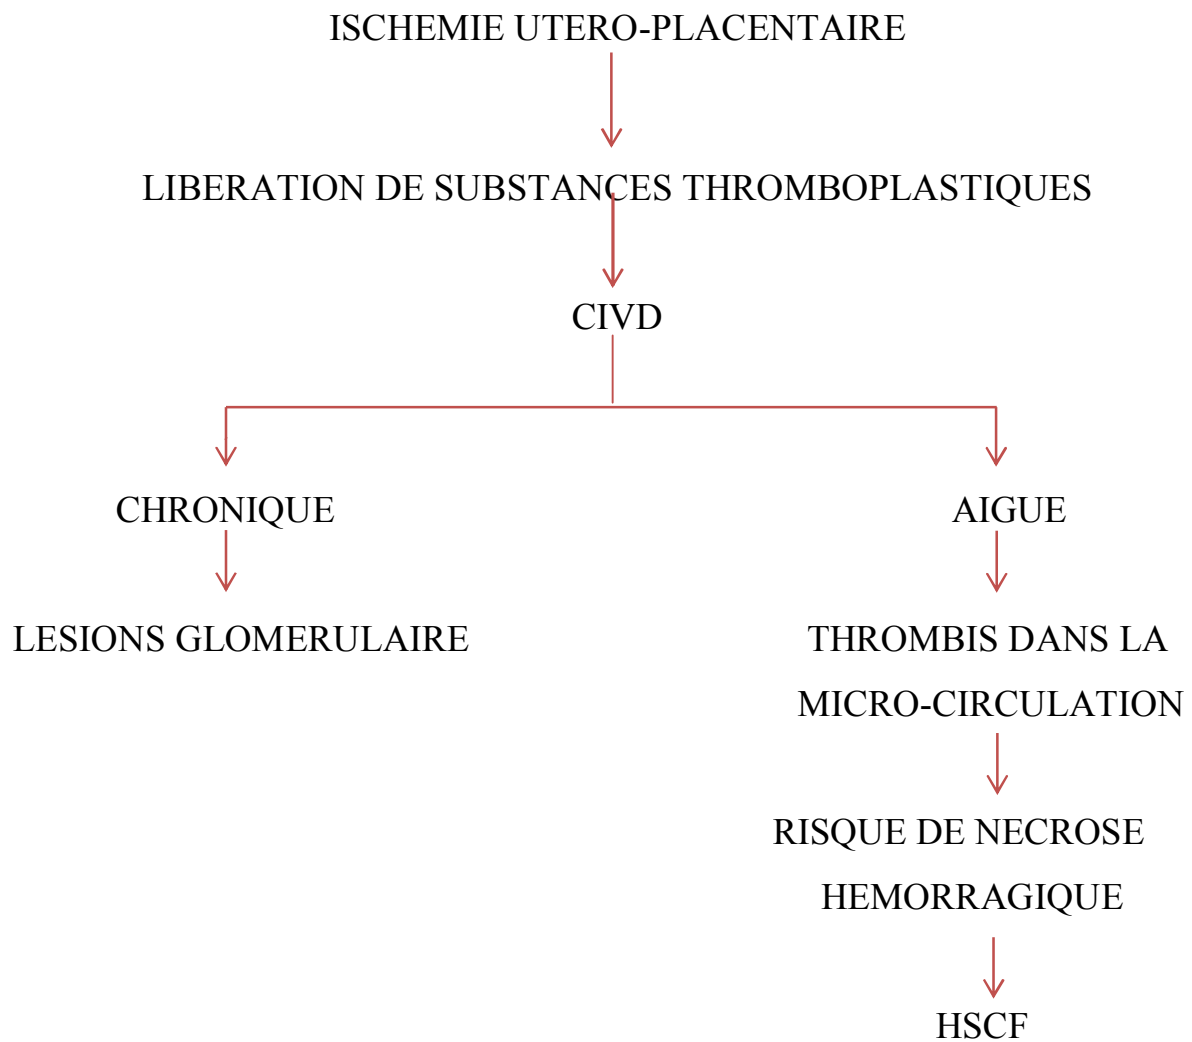 ISCHEMIE UTERO-PLACENTAIRE
LIBERATION DE SUBSTANCES THROMBOPLASTIQUES
CIVD
CHRONIQUE
AIGUE
LESIONS GLOMERULAIRE
THROMBIS DANS LA
MICRO-CIRCULATION
RISQUE DE NECROSE
HEMORRAGIQUE
HSCF